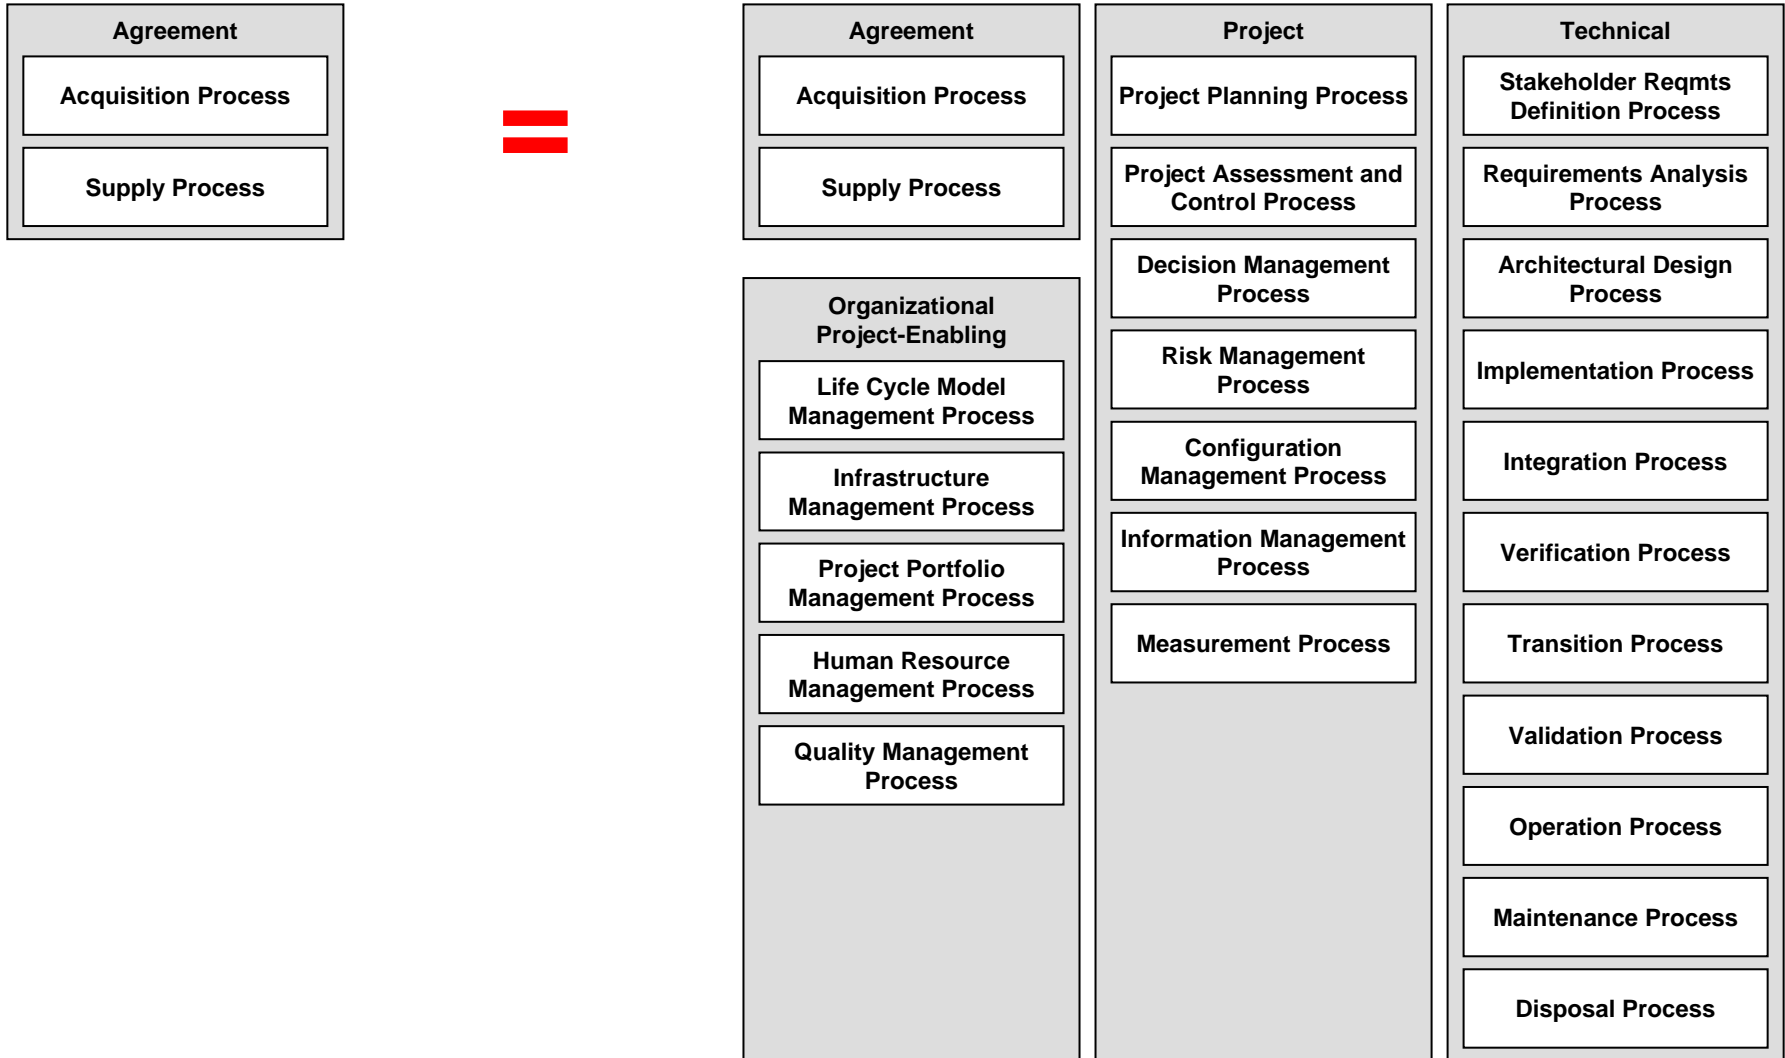 Agreement
Acquisition Process
Supply Process
Agreement
Acquisition Process
Supply Process
Organizational
Project-Enabling
Life Cycle Model
Management Process
Infrastructure
Management Process
Project Portfolio
Management Process
Human Resource
Management Process
Quality Management
Process
Project
Project Planning Process
Project Assessment and
Control Process
Decision Management
Process
Risk Management
Process
Configuration
Management Process
Information Management
Process
Measurement Process
Technical
Stakeholder Reqmts
Definition Process
Requirements Analysis
Process
Architectural Design
Process
Implementation Process
Integration Process
Verification Process
Transition Process
Validation Process
Operation Process
Maintenance Process
Disposal Process